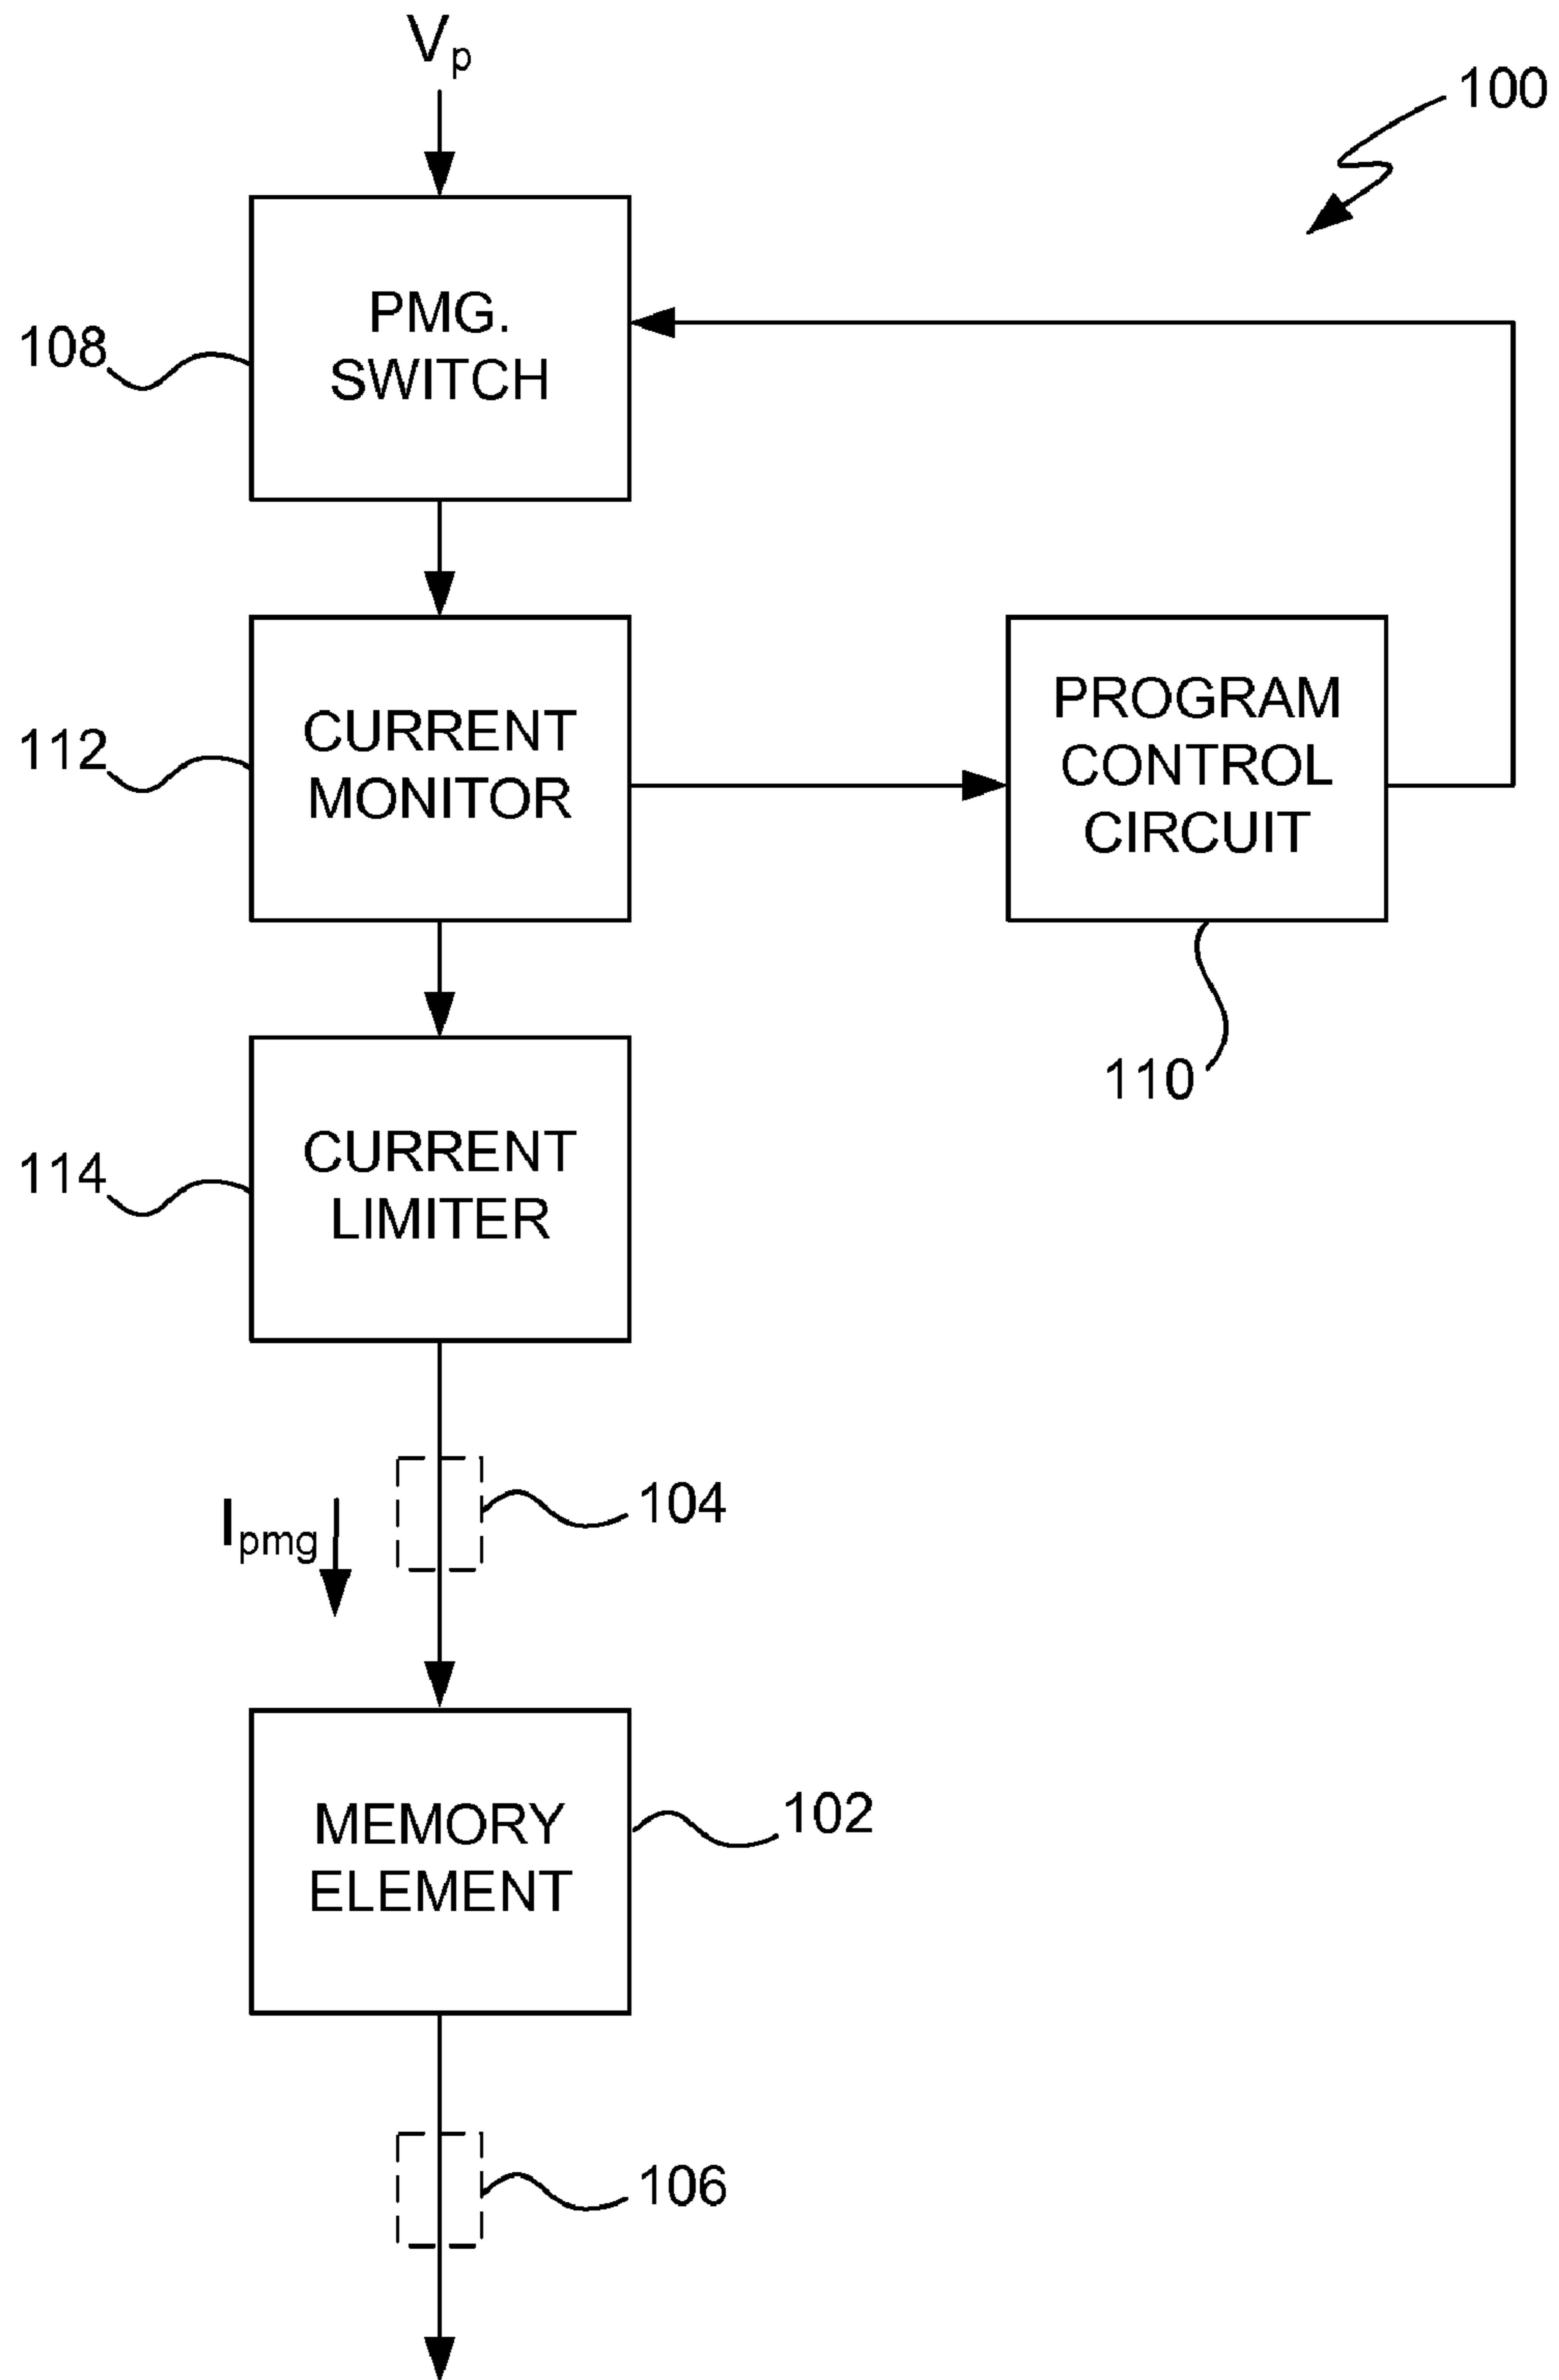 Vp
100
PMG.
SWITCH
108
CURRENT
MONITOR
112
PROGRAM
CONTROL
CIRCUIT
110
CURRENT
LIMITER
114
104
Ipmg
MEMORY
ELEMENT
102
106